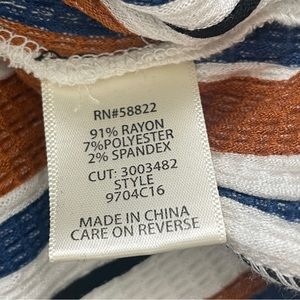 RN#58822
91% RAYON
7%POLYESTER
2% SPANDEX
CUT: 3003482
STYLE
9704C16
MADE IN CHINA
CARE ON REVERSE